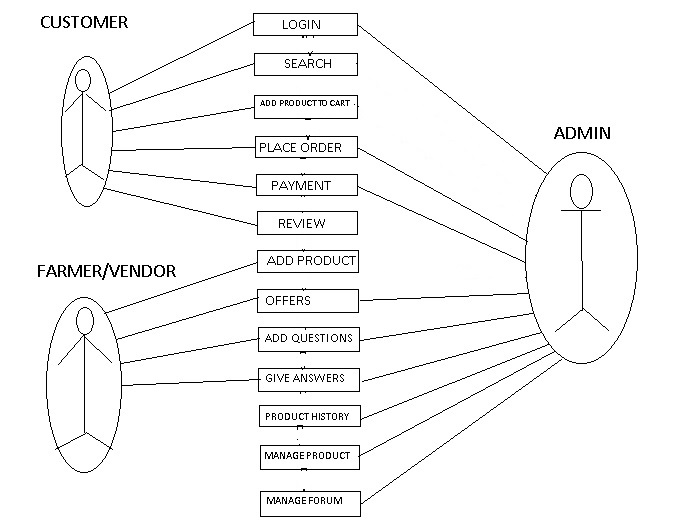 CUSTOMER
LOGIN
SEARCH
ADD PRODUCT TO CART
ADMIN
PLACE ORDER
PAYMENT
REVIEW
FARMER/VENDOR
ADD PRODUCT
OFFERS
ADD QUESTIONS
GIVE ANSWERS
PRODUCT HISTORY
MANAGE PRODUCT
MANAGE FORUM